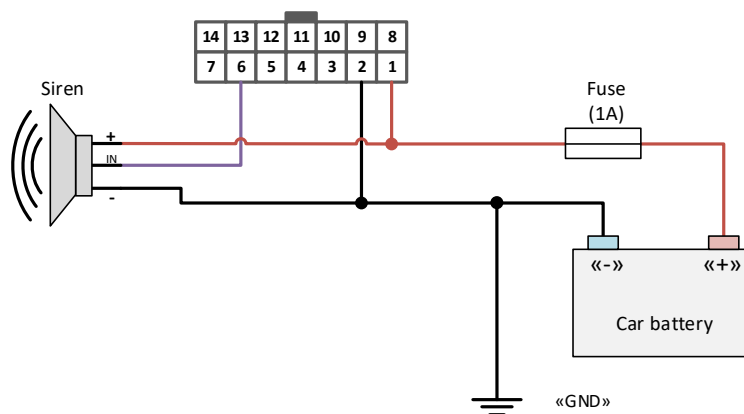 14 13 12 11 10 9 8
7 6 5 4 3 2 1
Siren
Fuse
(1A)
+
IN
-
«-» «+»
Car battery
«GND»